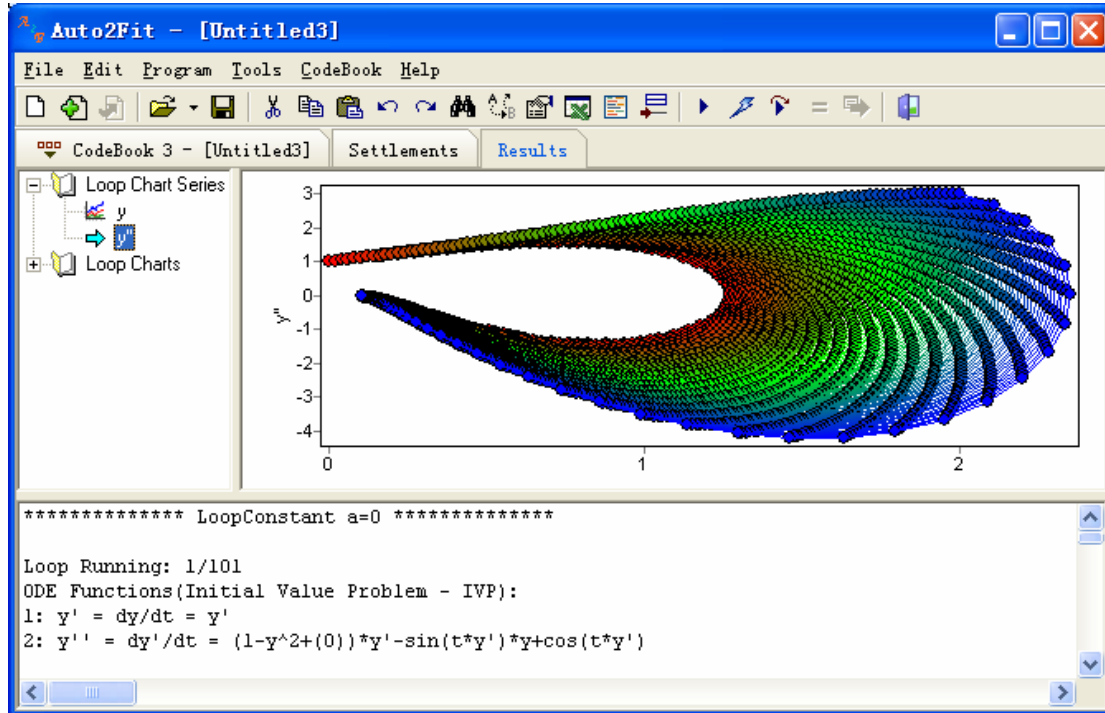 Auto2Fit - [Untitled3]
File Edit Program Tools CodeBook Help
CodeBook 3 - [Untitled3] Settlements Results
Loop Chart Series
y
y"
Loop Charts
3
2
1
0
-1
-2
-3
-4
y"
0 1 2
************** LoopConstant a=0 **************
Loop Running: 1/101
ODE Functions(Initial Value Problem - IVP):
1: y' = dy/dt = y'
2: y'' = dy'/dt = (1-y^2+(0))*y'-sin(t*y')*y+cos(t*y')